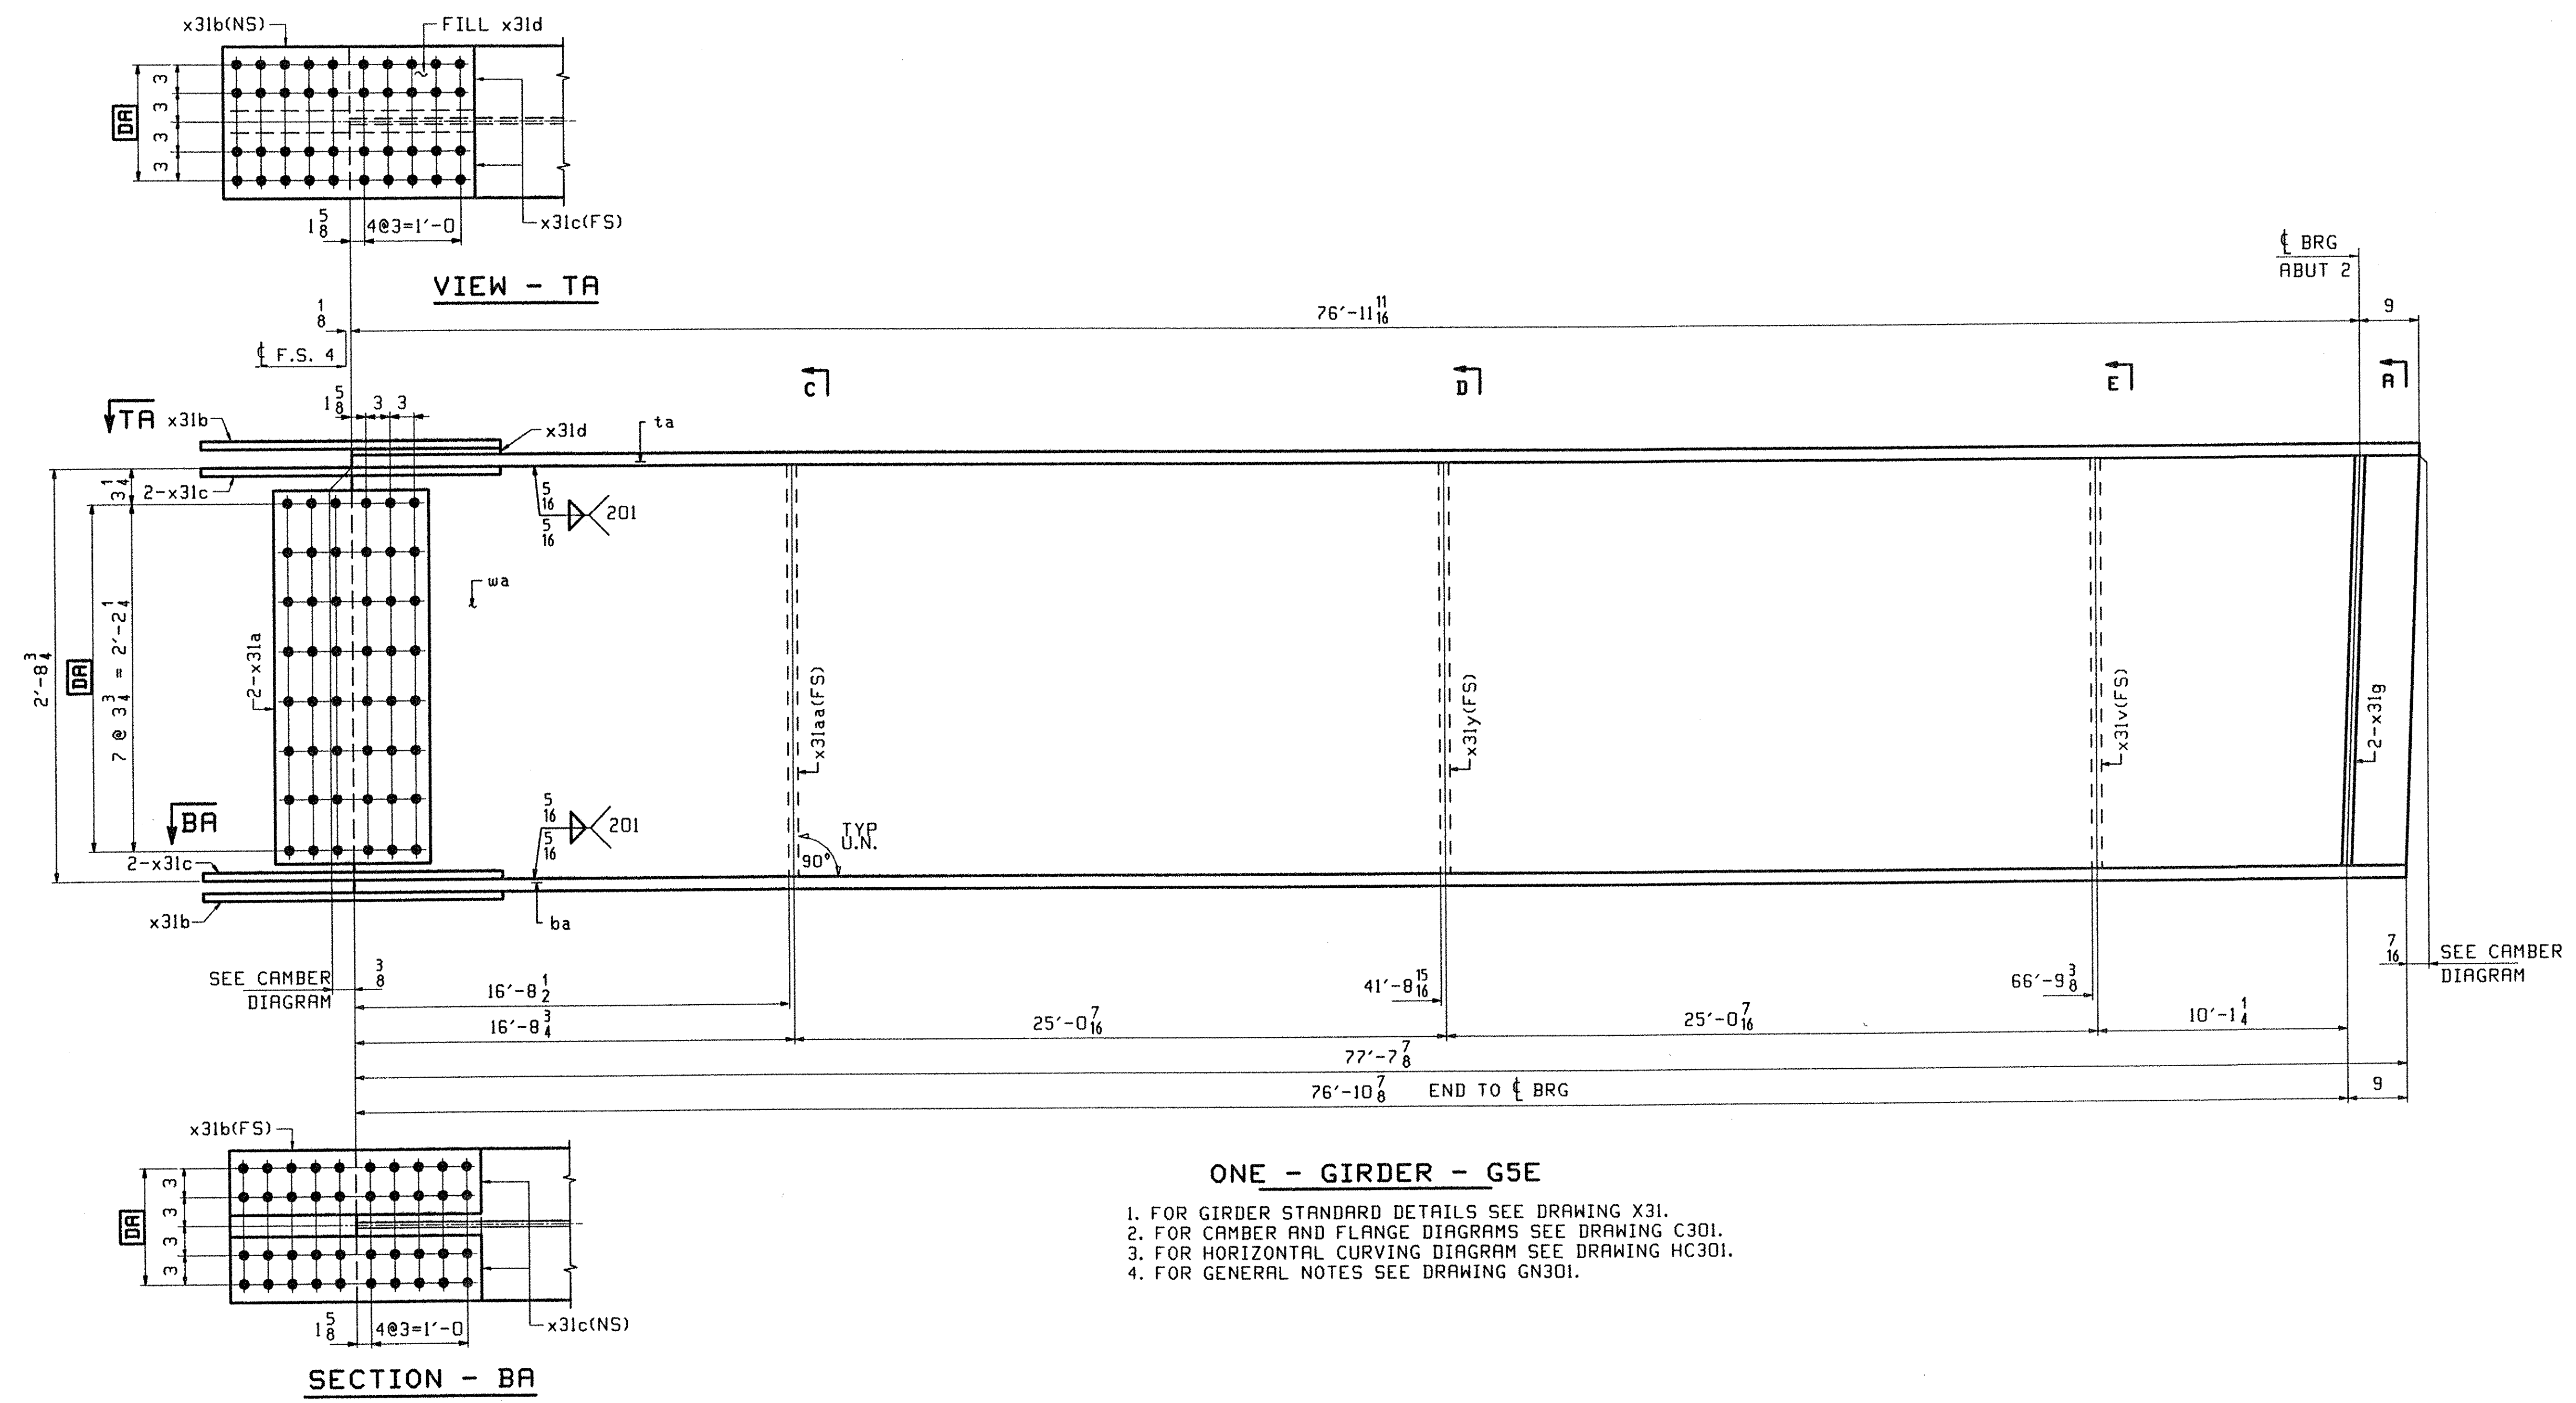 x31b(NS)
FILL x31d
DA
3
3
3
3
1 5/8
4@3=1'-0
x31c(FS)
VIEW - TA
℄ BRG
ABUT 2
1/8
76'-11 11/16
9
℄ F.S. 4
C
D
E
A
1 5/8
3
3
TA
x31b
x31d
ta
2-x31c
3 1/4
5/16
5/16
201
wa
2'-8 3/4
DA
7 @ 3 3/4 = 2'-2 1/4
2-x31a
x31aa(FS)
x31y(FS)
x31v(FS)
2-x31g
BA
5/16
5/16
201
TYP
U.N.
90°
2-x31c
x31b
ba
SEE CAMBER
DIAGRAM
3/8
16'-8 1/2
41'-8 15/16
66'-9 3/8
7/16
SEE CAMBER
DIAGRAM
16'-8 3/4
25'-0 7/16
25'-0 7/16
10'-1 1/4
77'-7 7/8
76'-10 7/8 END TO ℄ BRG
9
x31b(FS)
DA
3
3
3
3
1 5/8
4@3=1'-0
x31c(NS)
SECTION - BA
ONE - GIRDER - G5E
1. FOR GIRDER STANDARD DETAILS SEE DRAWING X31.
2. FOR CAMBER AND FLANGE DIAGRAMS SEE DRAWING C301.
3. FOR HORIZONTAL CURVING DIAGRAM SEE DRAWING HC301.
4. FOR GENERAL NOTES SEE DRAWING GN301.